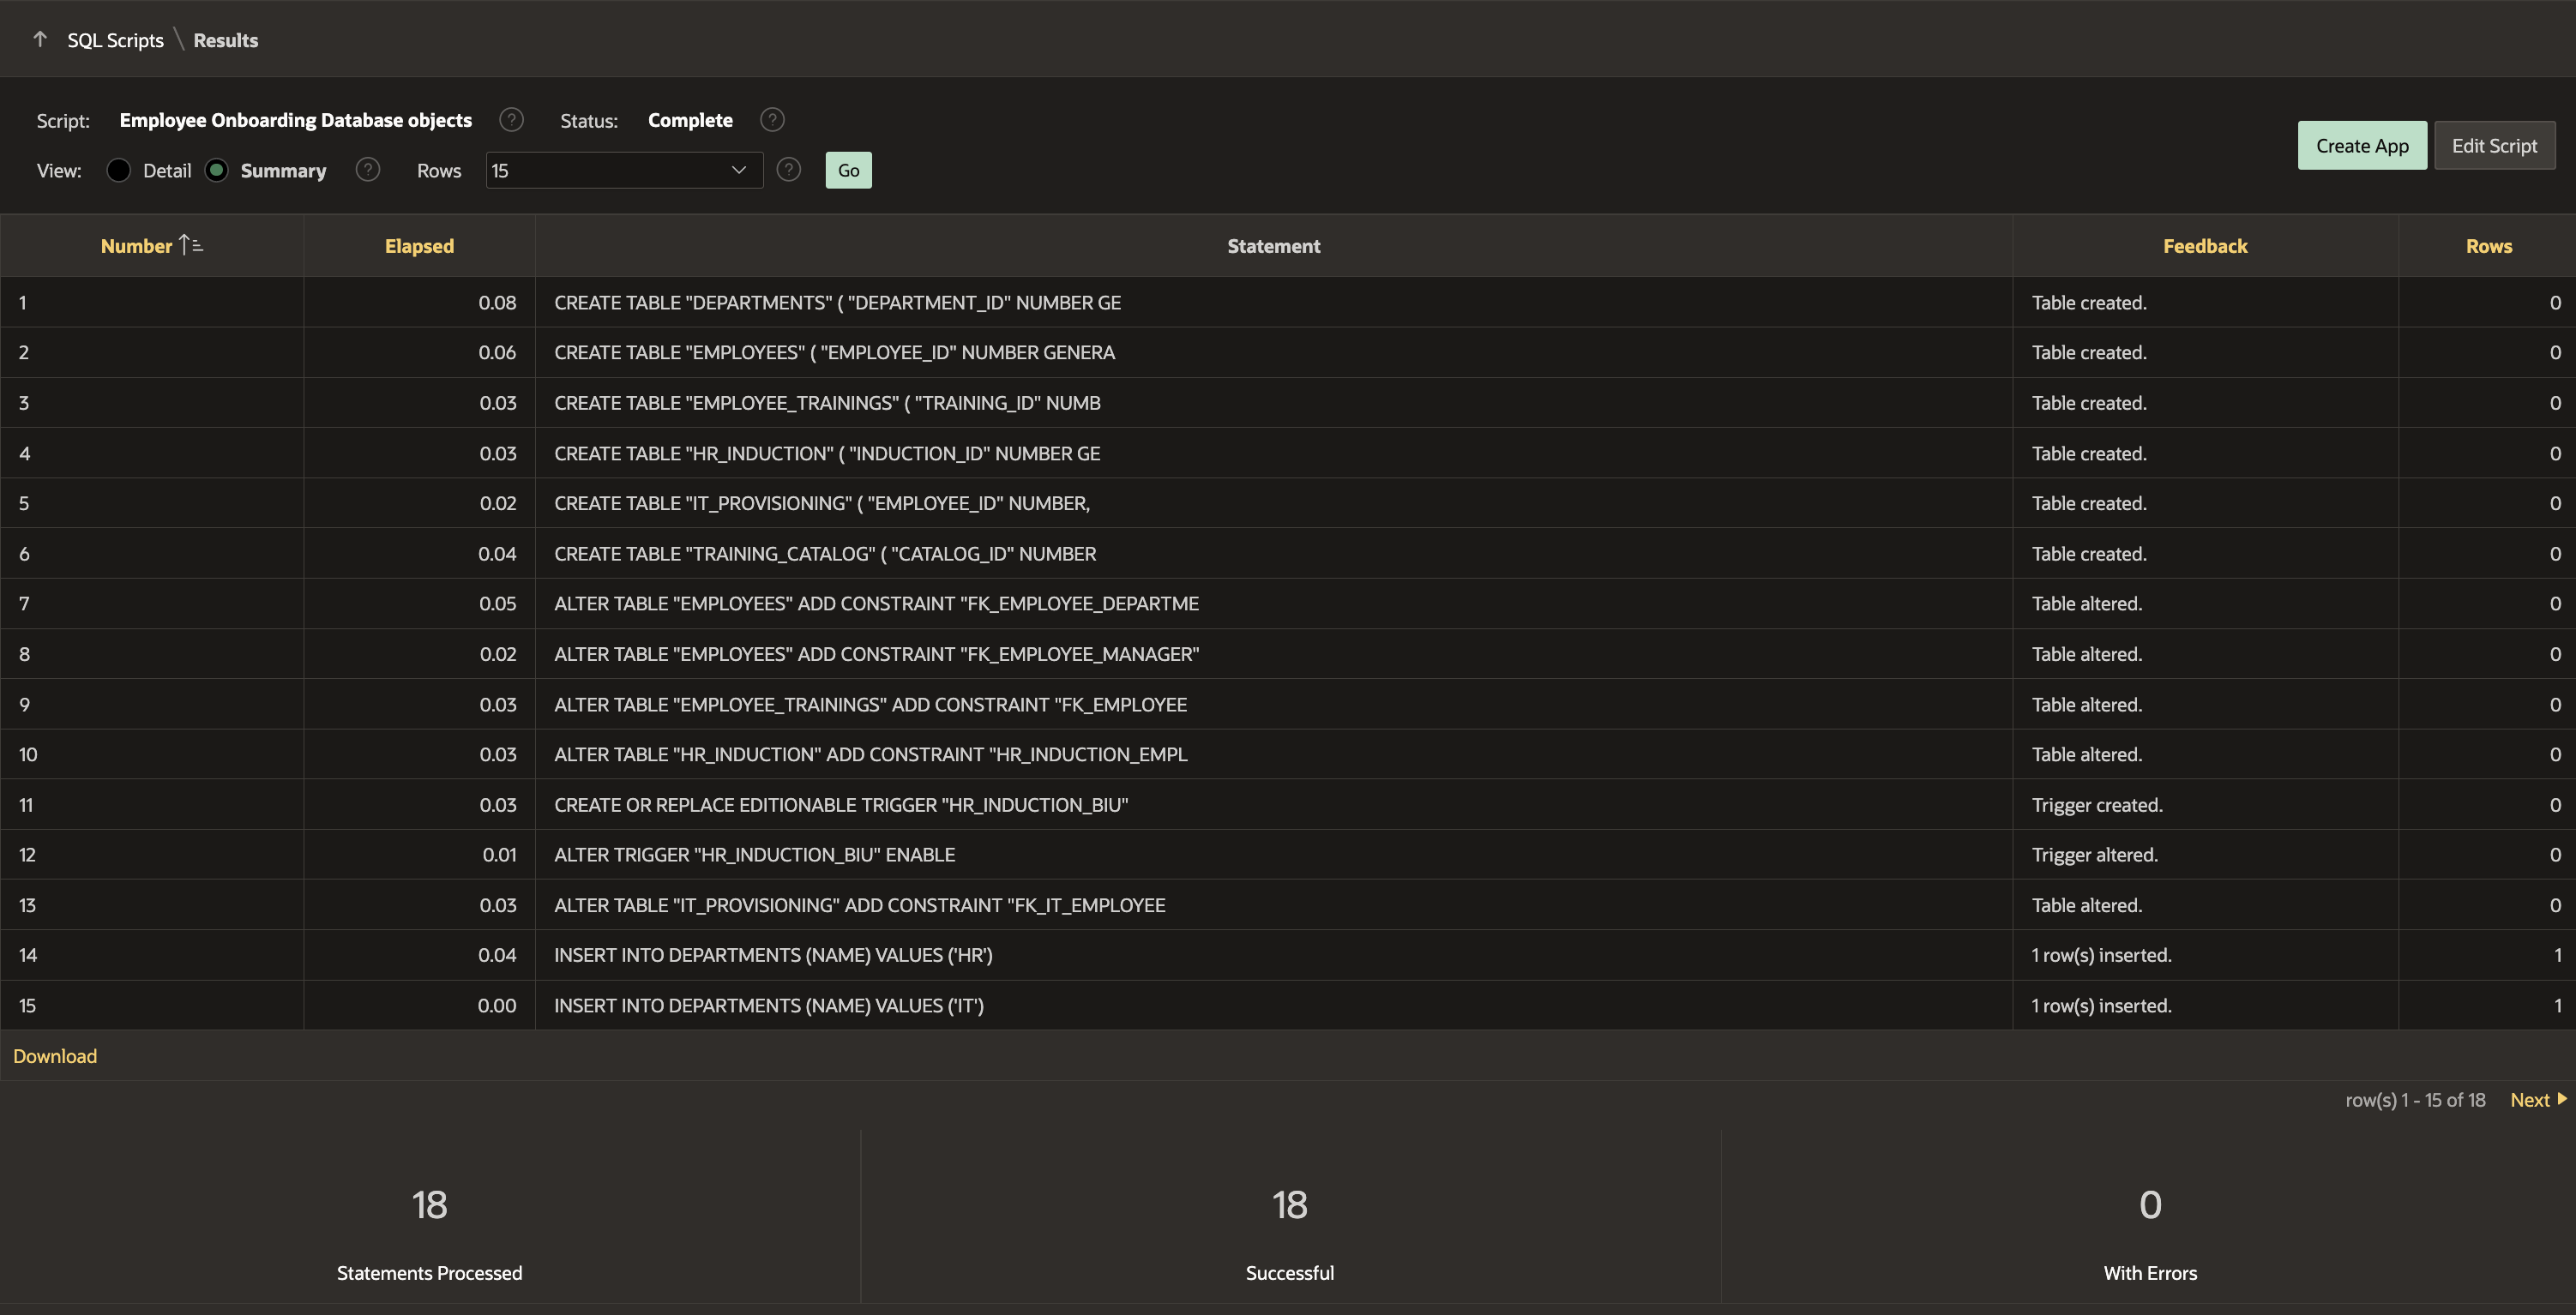 SQL Scripts \ Results
Script: Employee Onboarding Database objects ? Status: Complete ?
View: Detail Summary ? Rows 15 ? Go
Create App Edit Script
Number Elapsed Statement Feedback Rows
1 0.08 CREATE TABLE "DEPARTMENTS" ( "DEPARTMENT_ID" NUMBER GE Table created. 0
2 0.06 CREATE TABLE "EMPLOYEES" ( "EMPLOYEE_ID" NUMBER GENERA Table created. 0
3 0.03 CREATE TABLE "EMPLOYEE_TRAININGS" ( "TRAINING_ID" NUMB Table created. 0
4 0.03 CREATE TABLE "HR_INDUCTION" ( "INDUCTION_ID" NUMBER GE Table created. 0
5 0.02 CREATE TABLE "IT_PROVISIONING" ( "EMPLOYEE_ID" NUMBER, Table created. 0
6 0.04 CREATE TABLE "TRAINING_CATALOG" ( "CATALOG_ID" NUMBER Table created. 0
7 0.05 ALTER TABLE "EMPLOYEES" ADD CONSTRAINT "FK_EMPLOYEE_DEPARTME Table altered. 0
8 0.02 ALTER TABLE "EMPLOYEES" ADD CONSTRAINT "FK_EMPLOYEE_MANAGER" Table altered. 0
9 0.03 ALTER TABLE "EMPLOYEE_TRAININGS" ADD CONSTRAINT "FK_EMPLOYEE Table altered. 0
10 0.03 ALTER TABLE "HR_INDUCTION" ADD CONSTRAINT "HR_INDUCTION_EMPL Table altered. 0
11 0.03 CREATE OR REPLACE EDITIONABLE TRIGGER "HR_INDUCTION_BIU" Trigger created. 0
12 0.01 ALTER TRIGGER "HR_INDUCTION_BIU" ENABLE Trigger altered. 0
13 0.03 ALTER TABLE "IT_PROVISIONING" ADD CONSTRAINT "FK_IT_EMPLOYEE Table altered. 0
14 0.04 INSERT INTO DEPARTMENTS (NAME) VALUES ('HR') 1 row(s) inserted. 1
15 0.00 INSERT INTO DEPARTMENTS (NAME) VALUES ('IT') 1 row(s) inserted. 1
Download
row(s) 1 - 15 of 18 Next
18 18 0
Statements Processed Successful With Errors